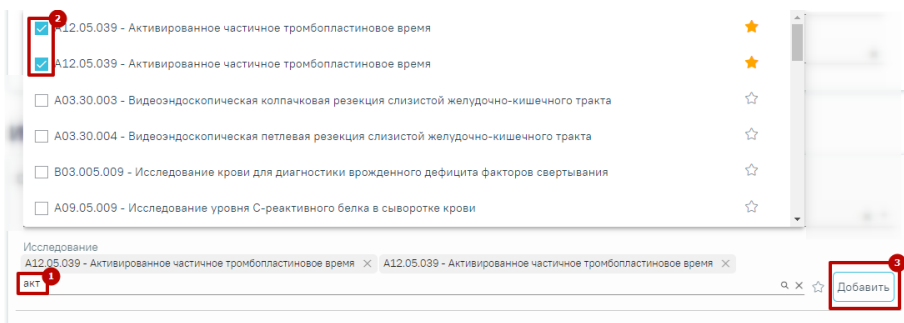 2
A12.05.039 - Активированное частичное тромбопластиновое время
A12.05.039 - Активированное частичное тромбопластиновое время
A03.30.003 - Видеоэндоскопическая колпачковая резекция слизистой желудочно-кишечного тракта
A03.30.004 - Видеоэндоскопическая петлевая резекция слизистой желудочно-кишечного тракта
B03.005.009 - Исследование крови для диагностики врожденного дефицита факторов свертывания
A09.05.009 - Исследование уровня С-реактивного белка в сыворотке крови
Исследование
A12.05.039 - Активированное частичное тромбопластиновое время × A12.05.039 - Активированное частичное тромбопластиновое время ×
акт 1
3
Добавить